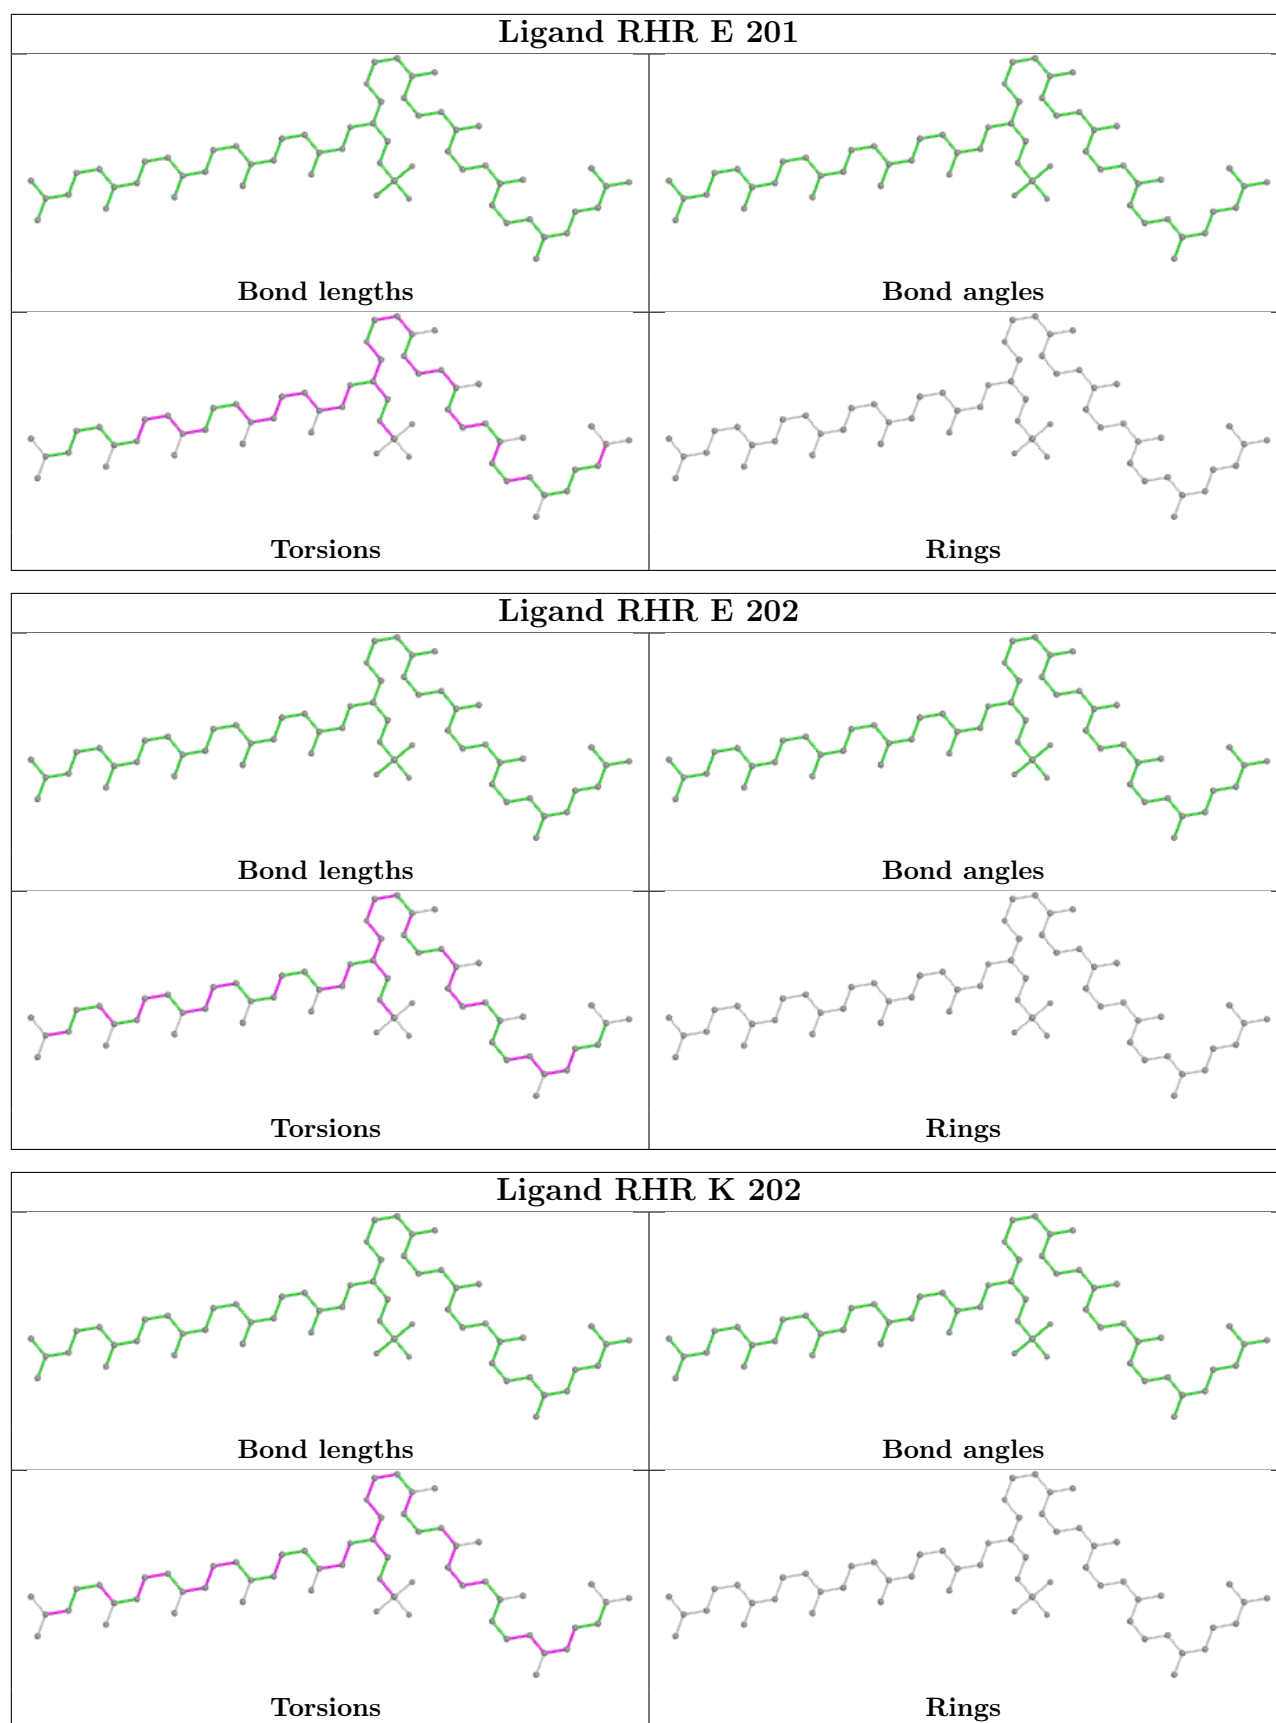 Ligand RHR E 201
Bond lengths
Bond angles
Torsions
Rings
Ligand RHR E 202
Bond lengths
Bond angles
Torsions
Rings
Ligand RHR K 202
Bond lengths
Bond angles
Torsions
Rings